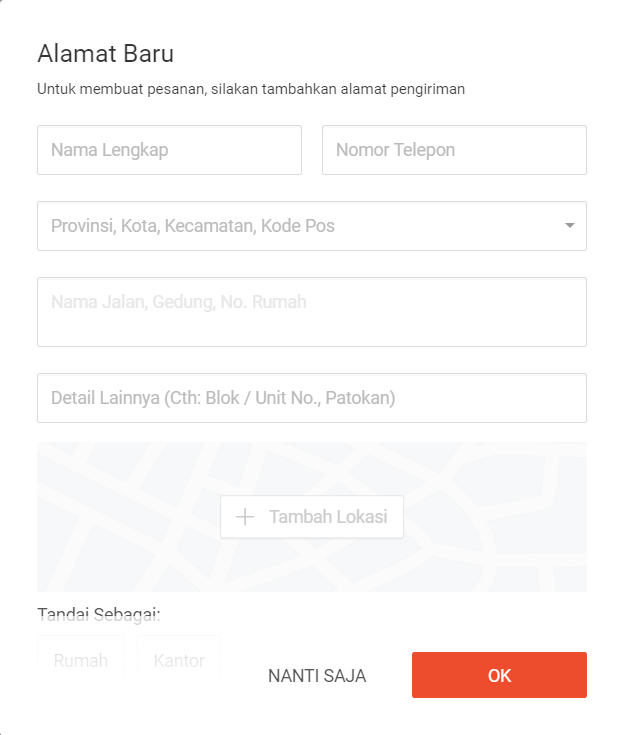 Alamat Baru
Untuk membuat pesanan, silakan tambahkan alamat pengiriman
Nama Lengkap
Nomor Telepon
Provinsi, Kota, Kecamatan, Kode Pos
Nama Jalan, Gedung, No. Rumah
Detail Lainnya (Cth: Blok / Unit No., Patokan)
Tambah Lokasi
Tandai Sebagai:
Rumah
Kantor
NANTI SAJA
OK